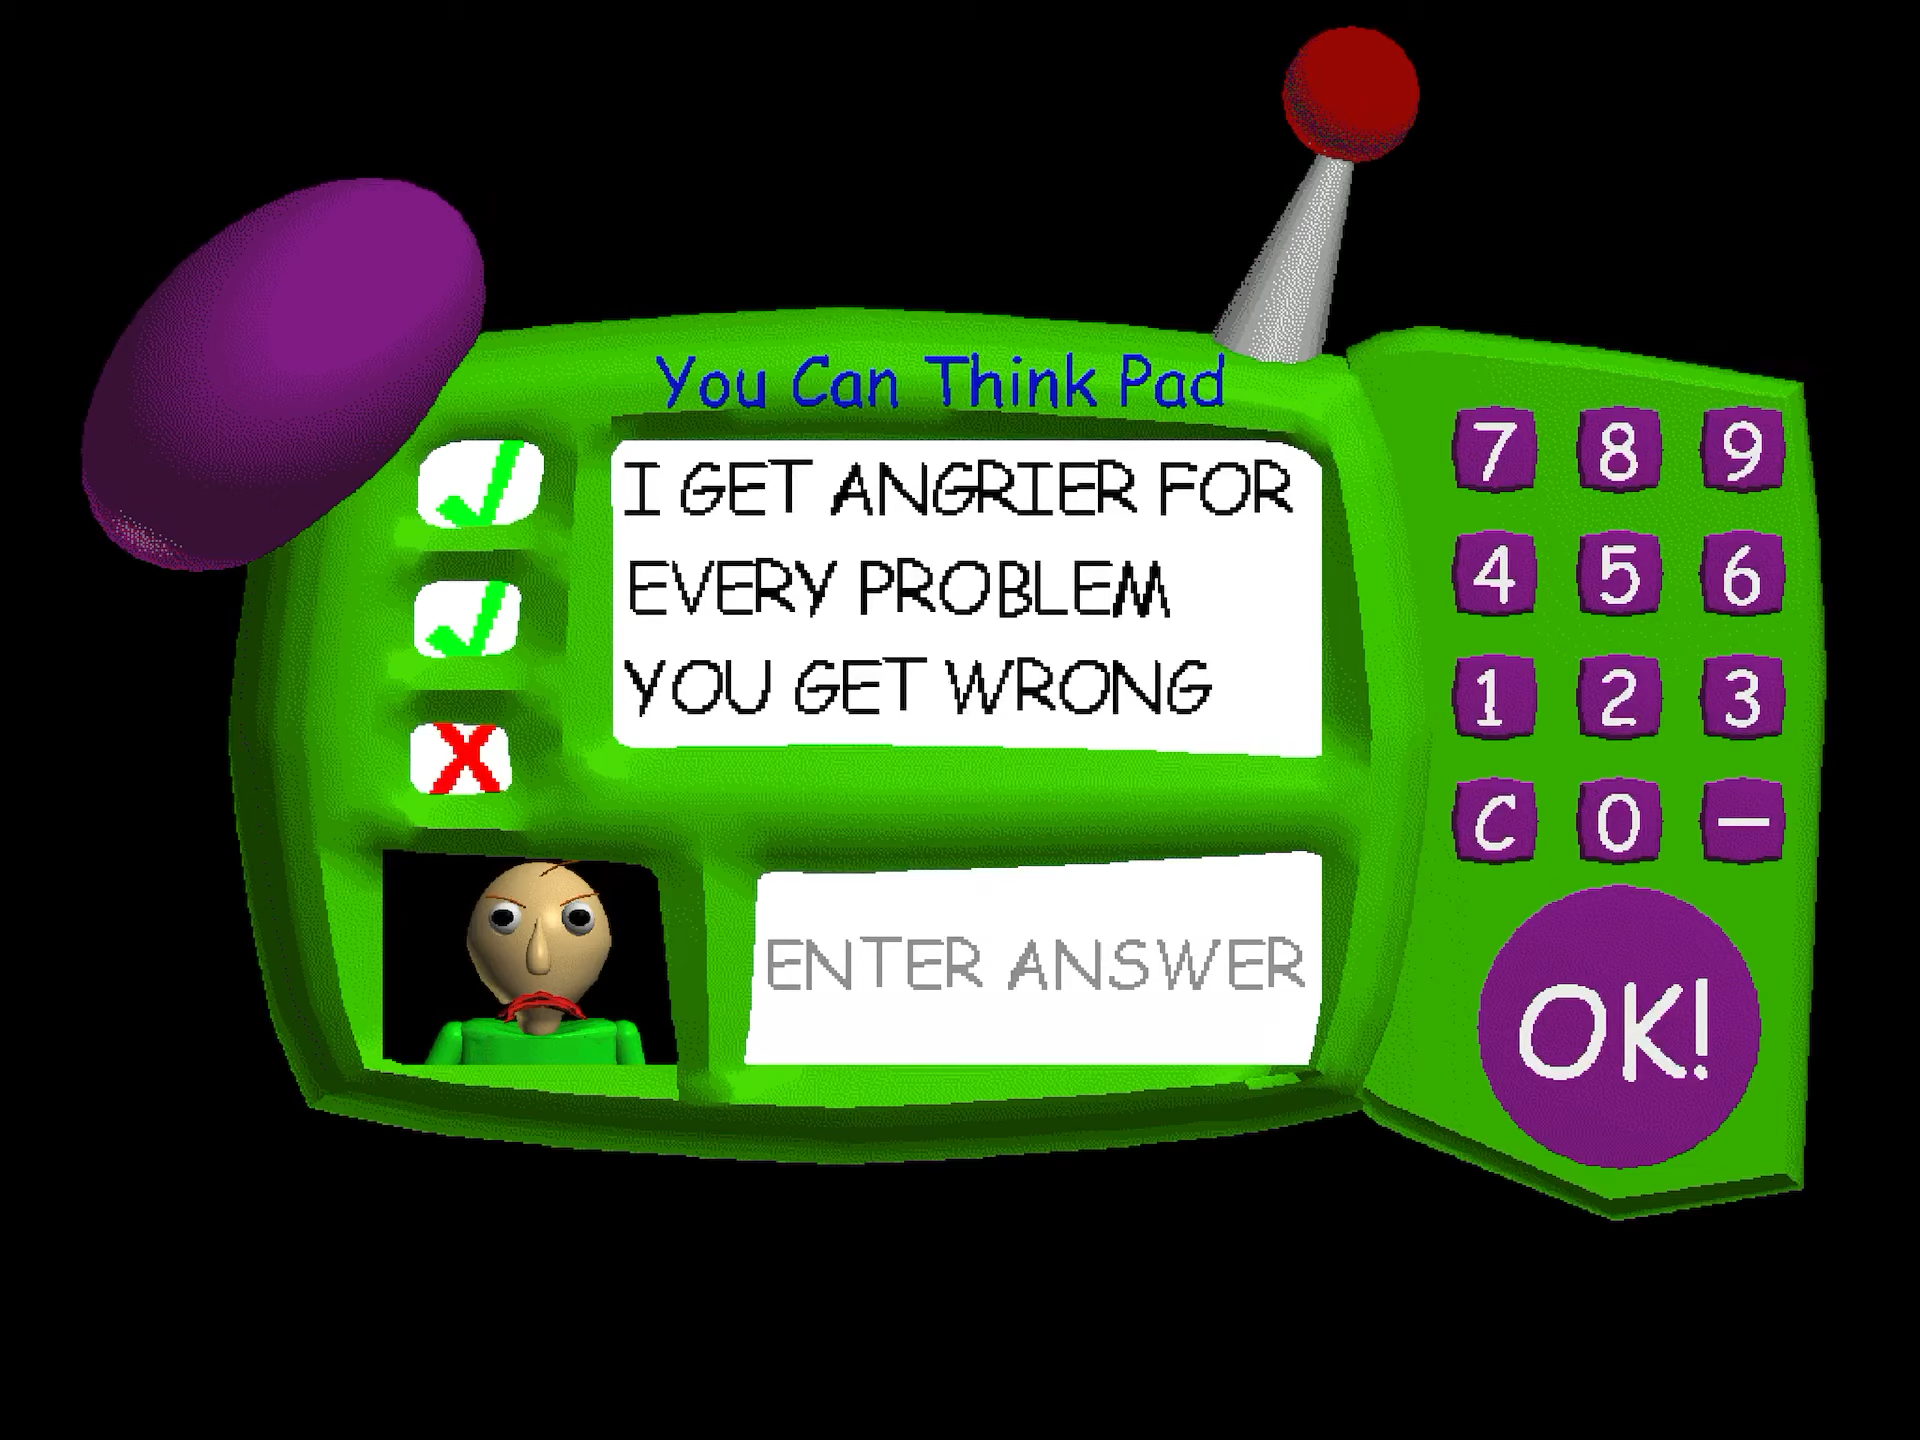 You Can Think Pad
I GET ANGRIER FOR
EVERY PROBLEM
YOU GET WRONG
ENTER ANSWER
7 8 9
4 5 6
1 2 3
C 0 –
OK!